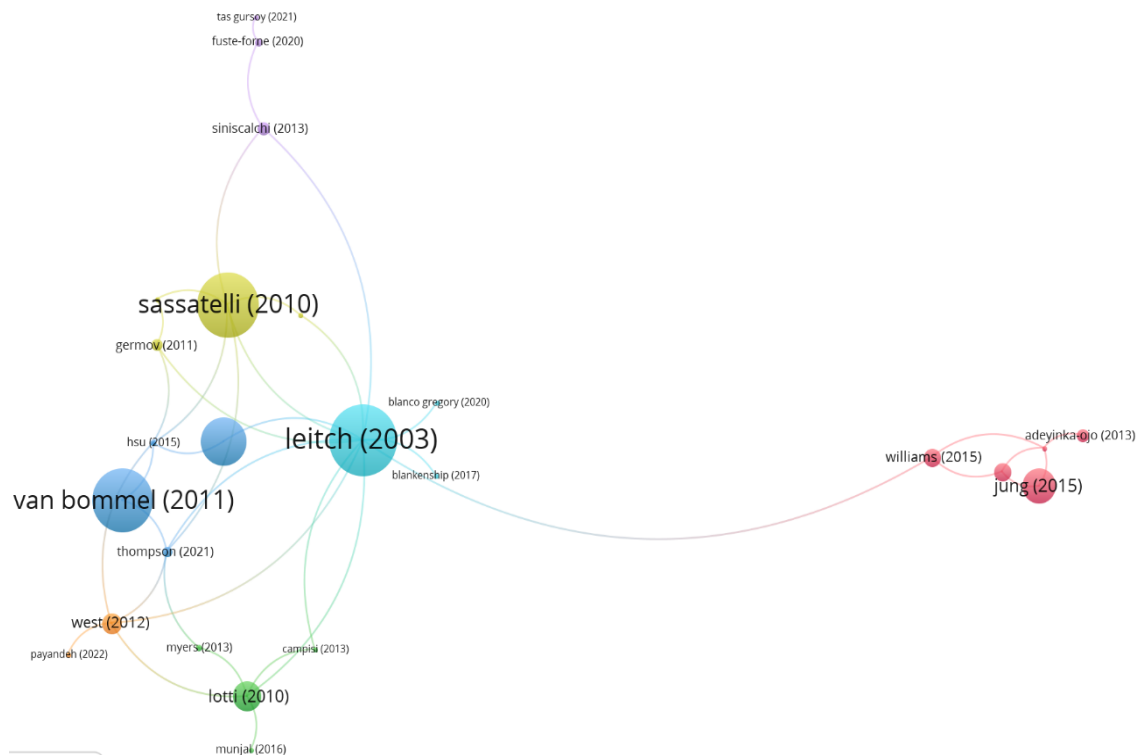 tas gursoy (2021)
fuste-forne (2020)
siniscalchi (2013)
sassatelli (2010)
germov (2011)
blanco gregory (2020)
leitch (2003)
hsu (2015)
adeyinka-ojo (2013)
williams (2015)
blankenship (2017)
jung (2015)
van bommel (2011)
thompson (2021)
west (2012)
myers (2013)
campisi (2013)
payandeh (2022)
lotti (2010)
munjal (2016)